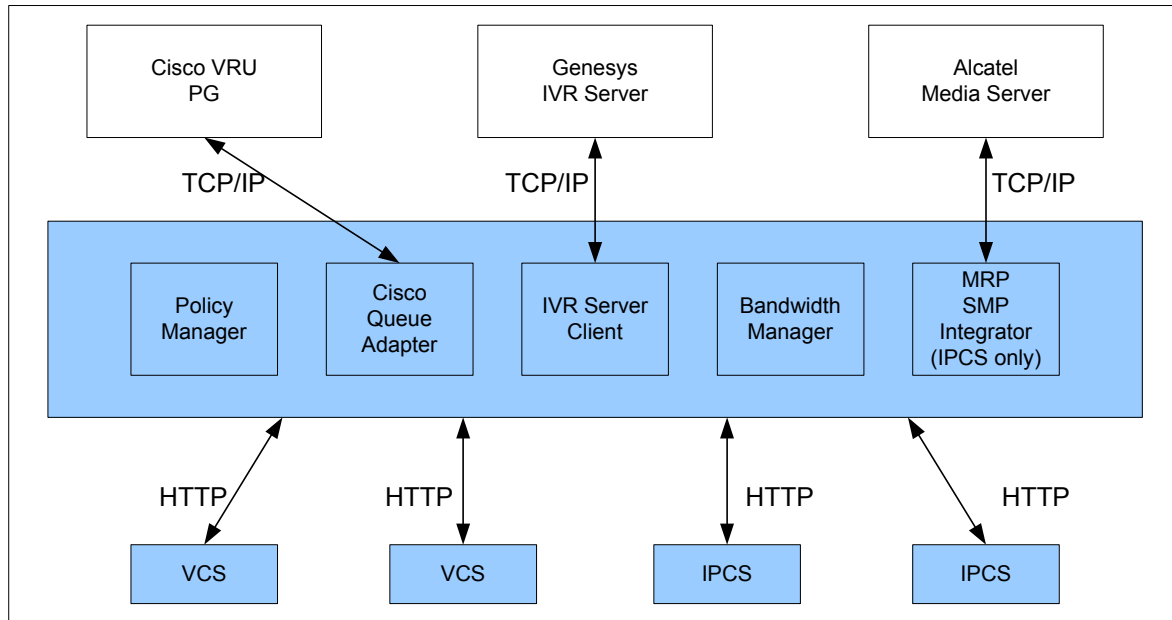 Cisco VRU
PG
Genesys
IVR Server
Alcatel
Media Server
TCP/IP
TCP/IP
TCP/IP
Policy
Manager
Cisco
Queue
Adapter
IVR Server
Client
Bandwidth
Manager
MRP
SMP
Integrator
(IPCS only)
HTTP
HTTP
HTTP
HTTP
VCS
VCS
IPCS
IPCS